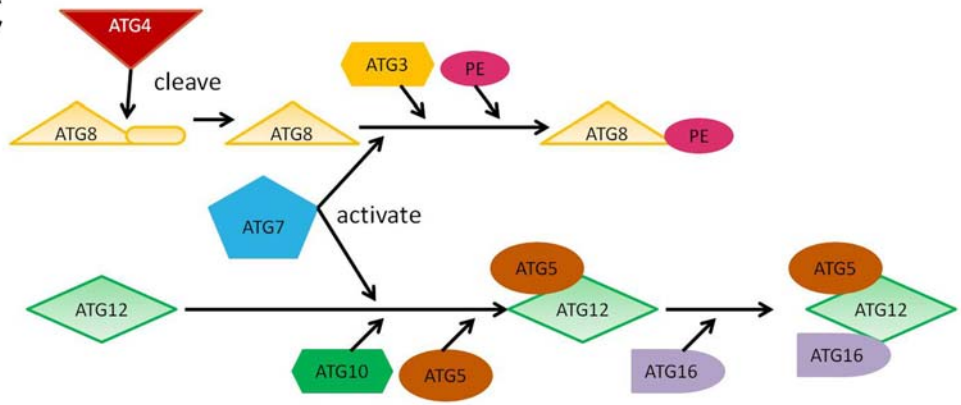 ATG4
cleave
ATG3
PE
ATG8
ATG8
ATG8
PE
ATG7
activate
ATG5
ATG5
ATG12
ATG12
ATG12
ATG10
ATG5
ATG16
ATG16